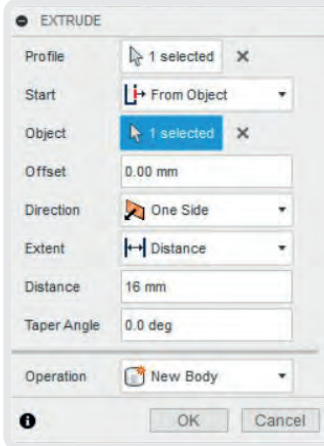 EXTRUDE
Profile 1 selected
Start From Object
Object 1 selected
Offset 0.00 mm
Direction One Side
Extent Distance
Distance 16 mm
Taper Angle 0.0 deg
Operation New Body
OK Cancel